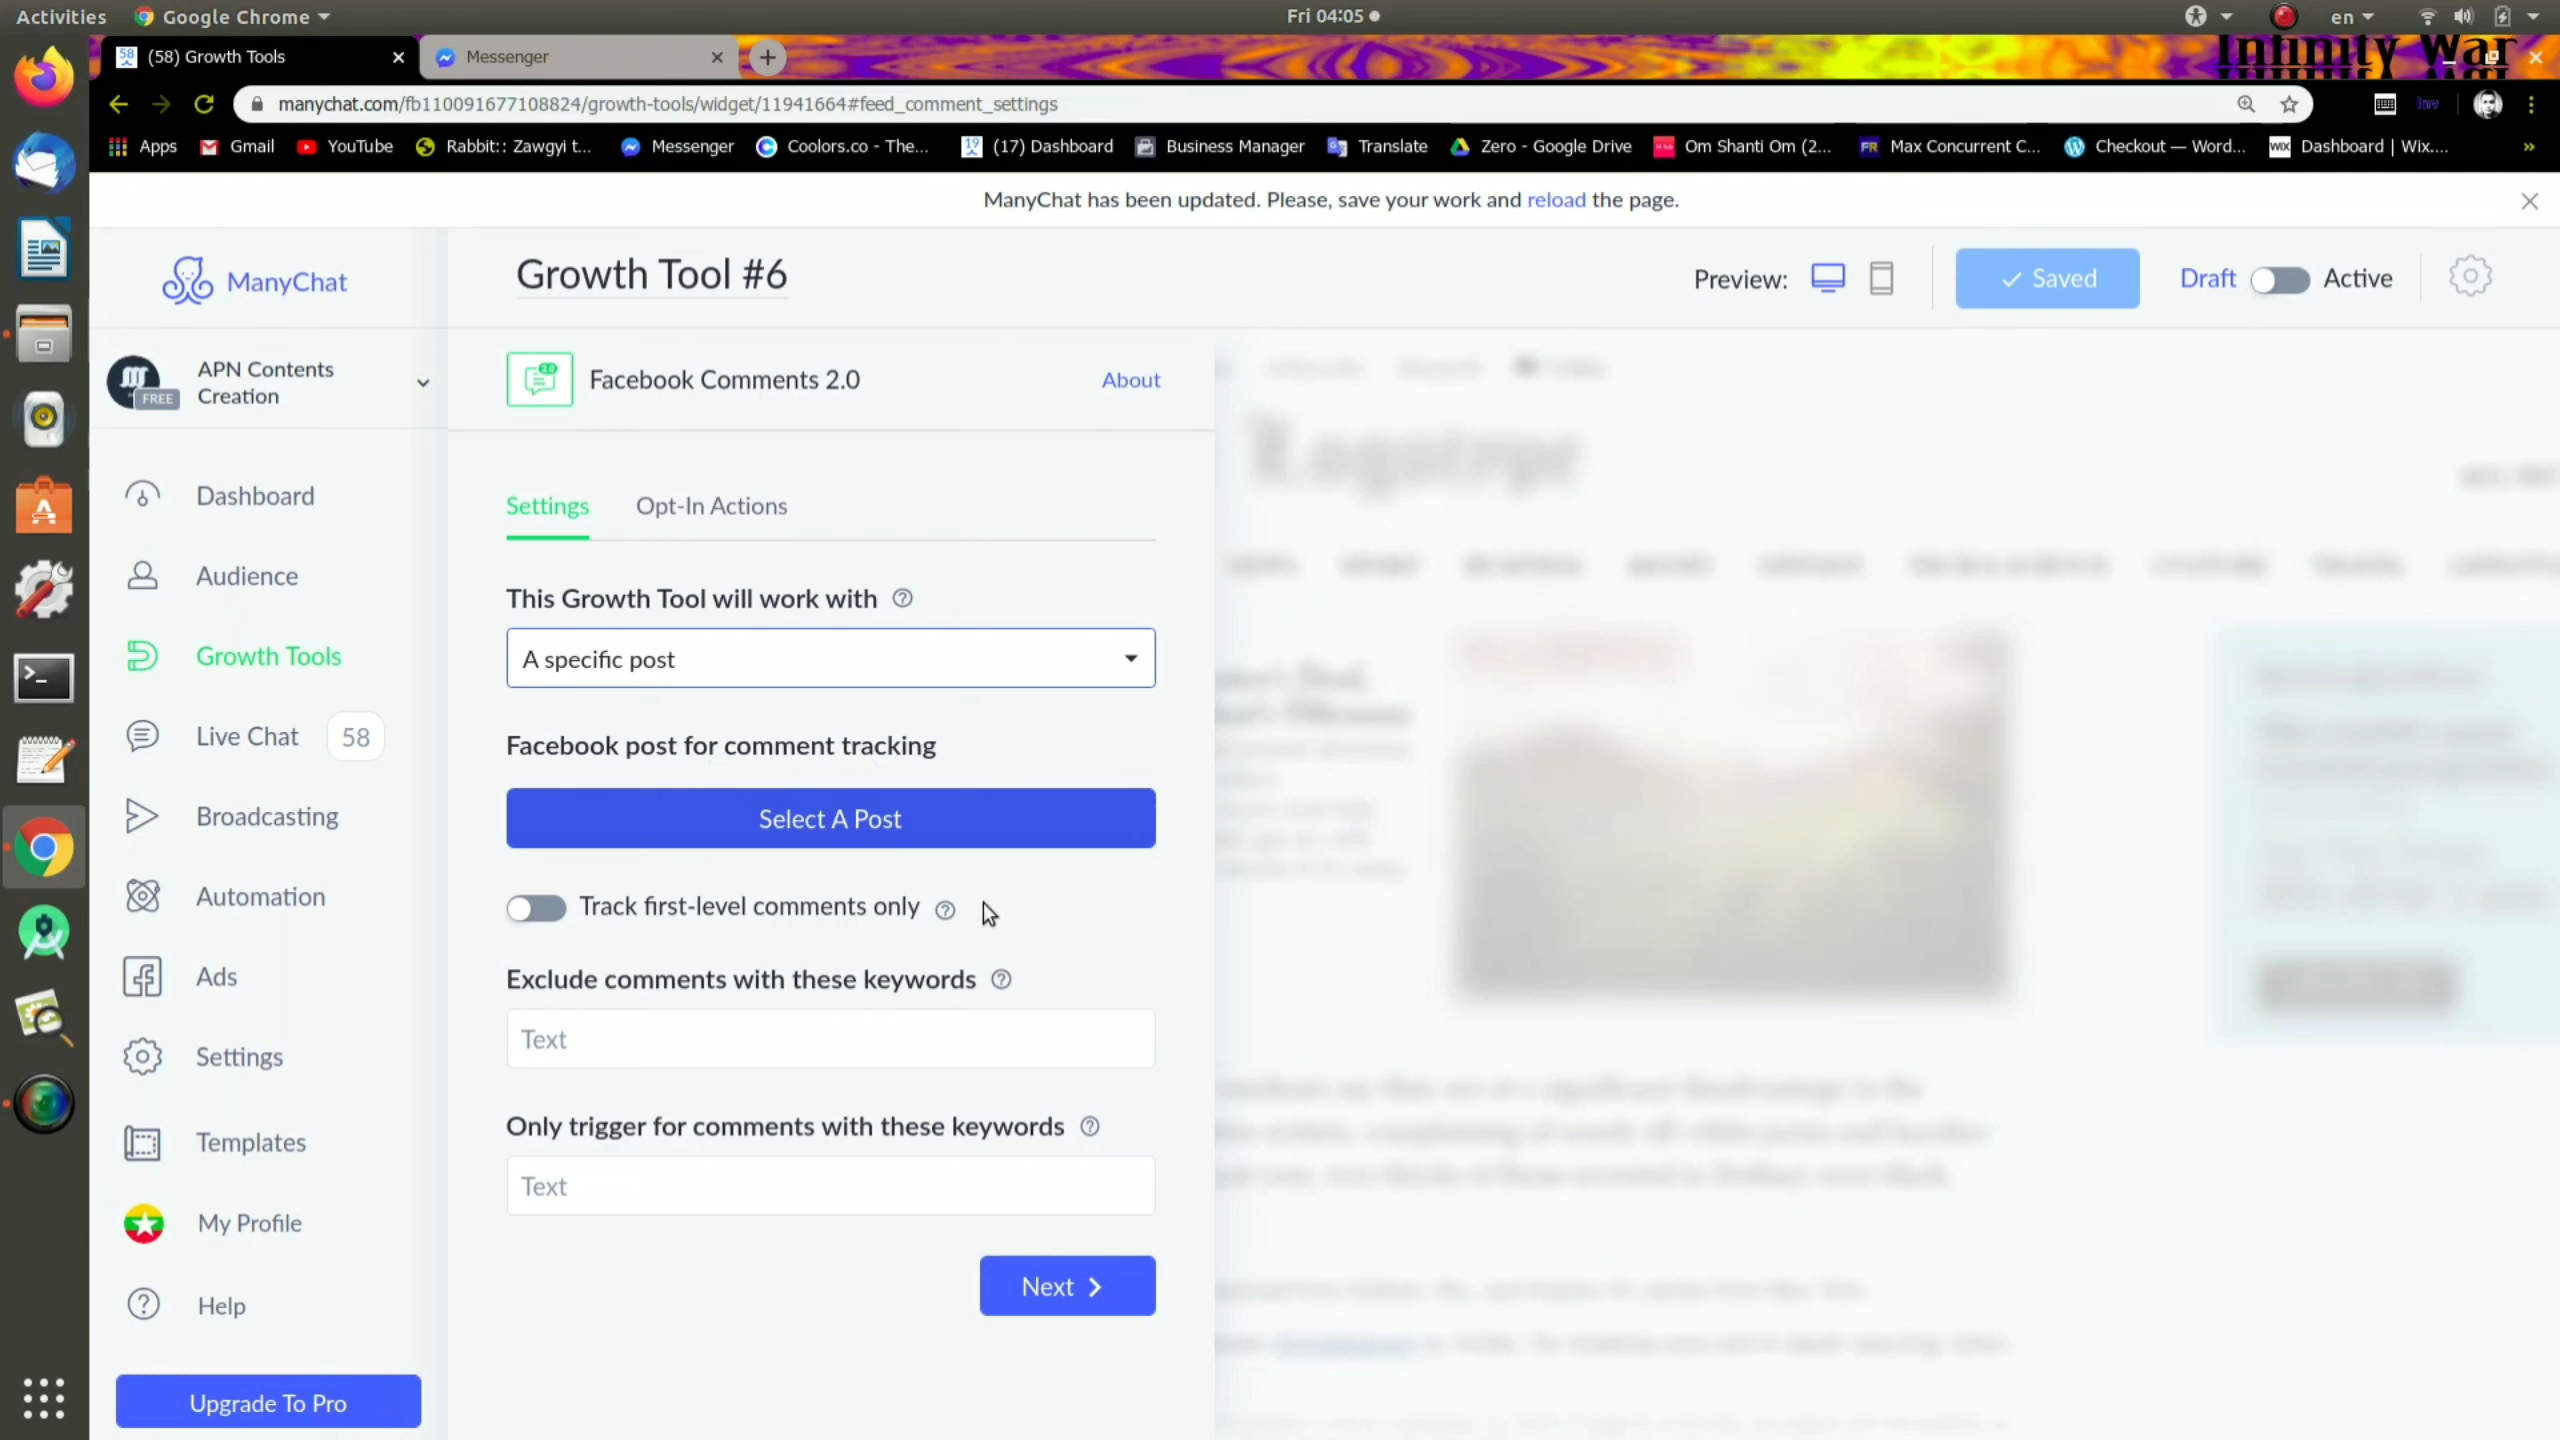 Activities
Google Chrome
Fri 04:05
en
(58) Growth Tools
Messenger
Infinity War
manychat.com/fb110091677108824/growth-tools/widget/11941664#feed_comment_settings
Apps
Gmail
YouTube
Rabbit:: Zawgyi t...
Messenger
Coolors.co - The...
(17) Dashboard
Business Manager
Translate
Zero - Google Drive
Om Shanti Om (2...
Max Concurrent C...
Checkout — Word...
Dashboard | Wix....
ManyChat has been updated. Please, save your work and reload the page.
ManyChat
Growth Tool #6
Preview:
Saved
Draft
Active
APN Contents
Creation
FREE
Facebook Comments 2.0
About
Dashboard
Audience
Growth Tools
Live Chat 58
Broadcasting
Automation
Ads
Settings
Templates
My Profile
Help
Upgrade To Pro
Settings
Opt-In Actions
This Growth Tool will work with
A specific post
Facebook post for comment tracking
Select A Post
Track first-level comments only
Exclude comments with these keywords
Text
Only trigger for comments with these keywords
Text
Next